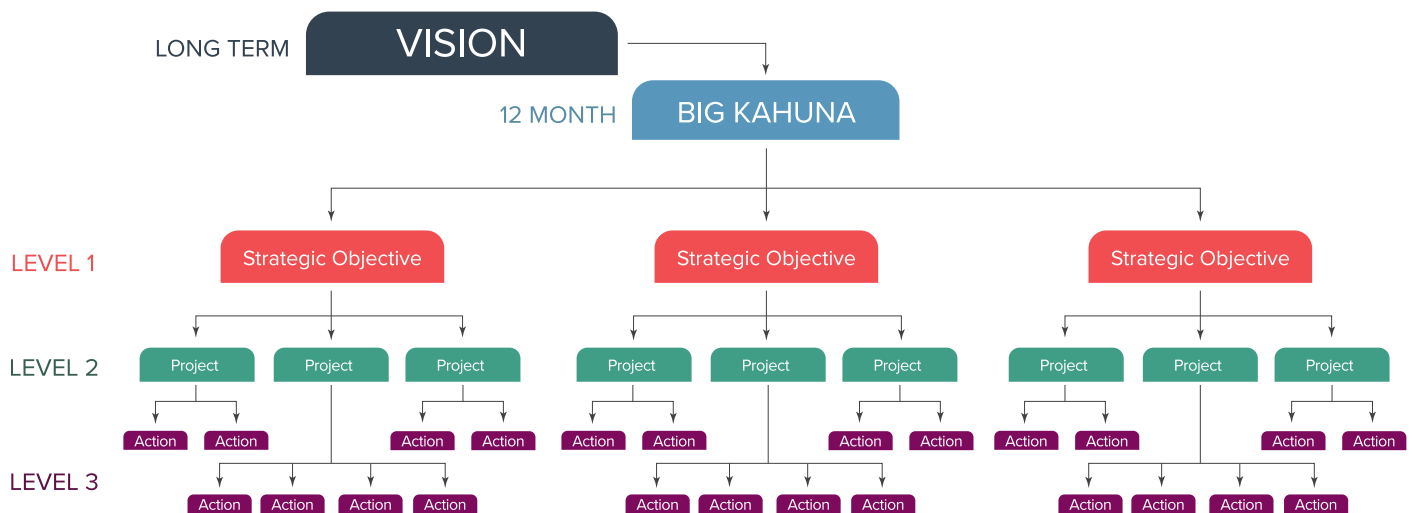 LONG TERM VISION
12 MONTH BIG KAHUNA
LEVEL 1 Strategic Objective Strategic Objective Strategic Objective
LEVEL 2 Project Project Project Project Project Project Project Project Project
Action Action Action Action Action Action Action Action Action Action Action Action
LEVEL 3
Action Action Action Action Action Action Action Action Action Action Action Action